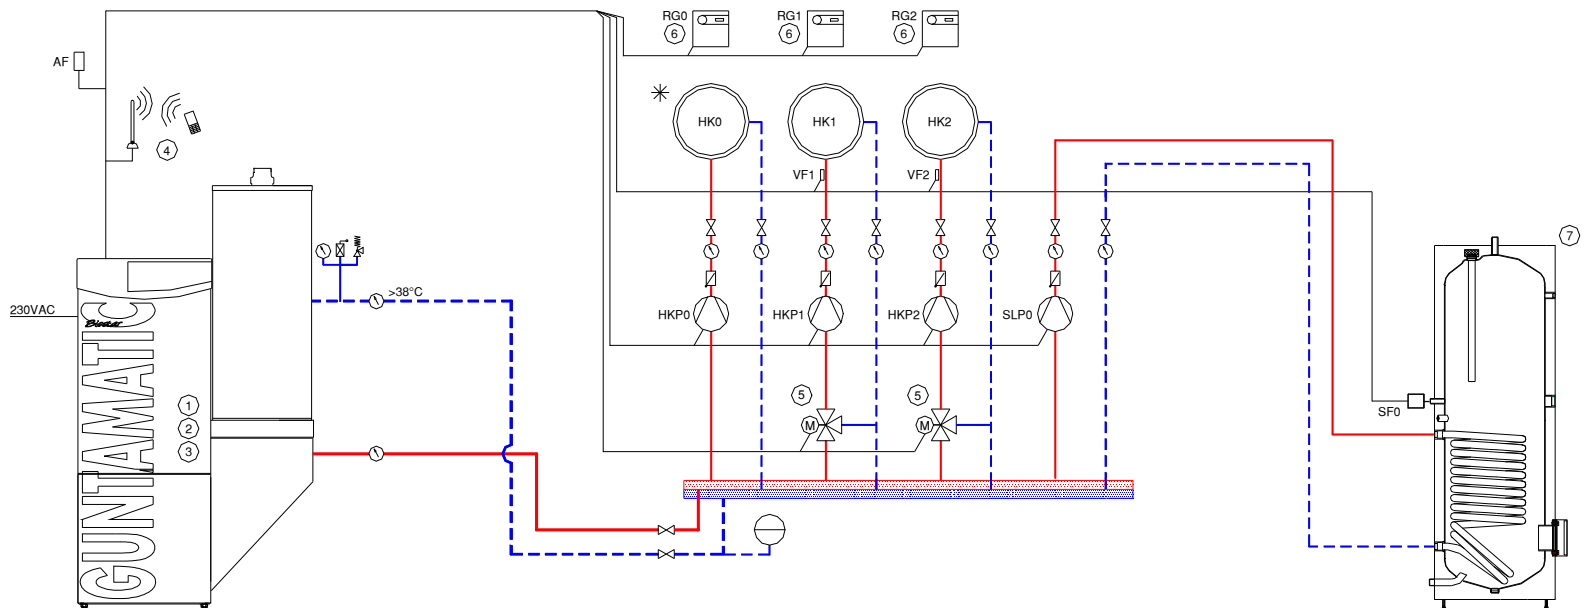 RG0
RG1
RG2
6
6
6
AF
HK0
HK1
HK2
4
VF1
VF2
7
>38°C
230VAC
HKP0
HKP1
HKP2
SLP0
Biostar
GUNTAMATIC
5
5
SF0
1
M
M
2
3